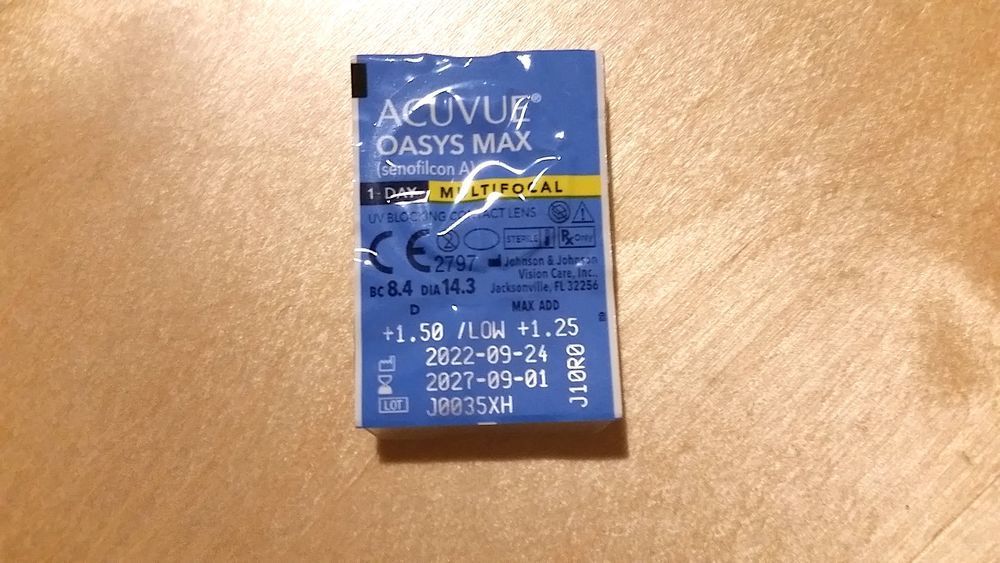 ACUVUE®
OASYS MAX
(senofilcon A)
1-DAY MULTIFOCAL
UV BLOCKING CONTACT LENS
CE 2797 STERILE Rx Only
Johnson & Johnson
Vision Care, Inc.,
Jacksonville, FL 32256
BC 8.4 DIA 14.3
D MAX ADD
+1.50 /LOW +1.25
2022-09-24
2027-09-01
LOT J0035XH
J10R0